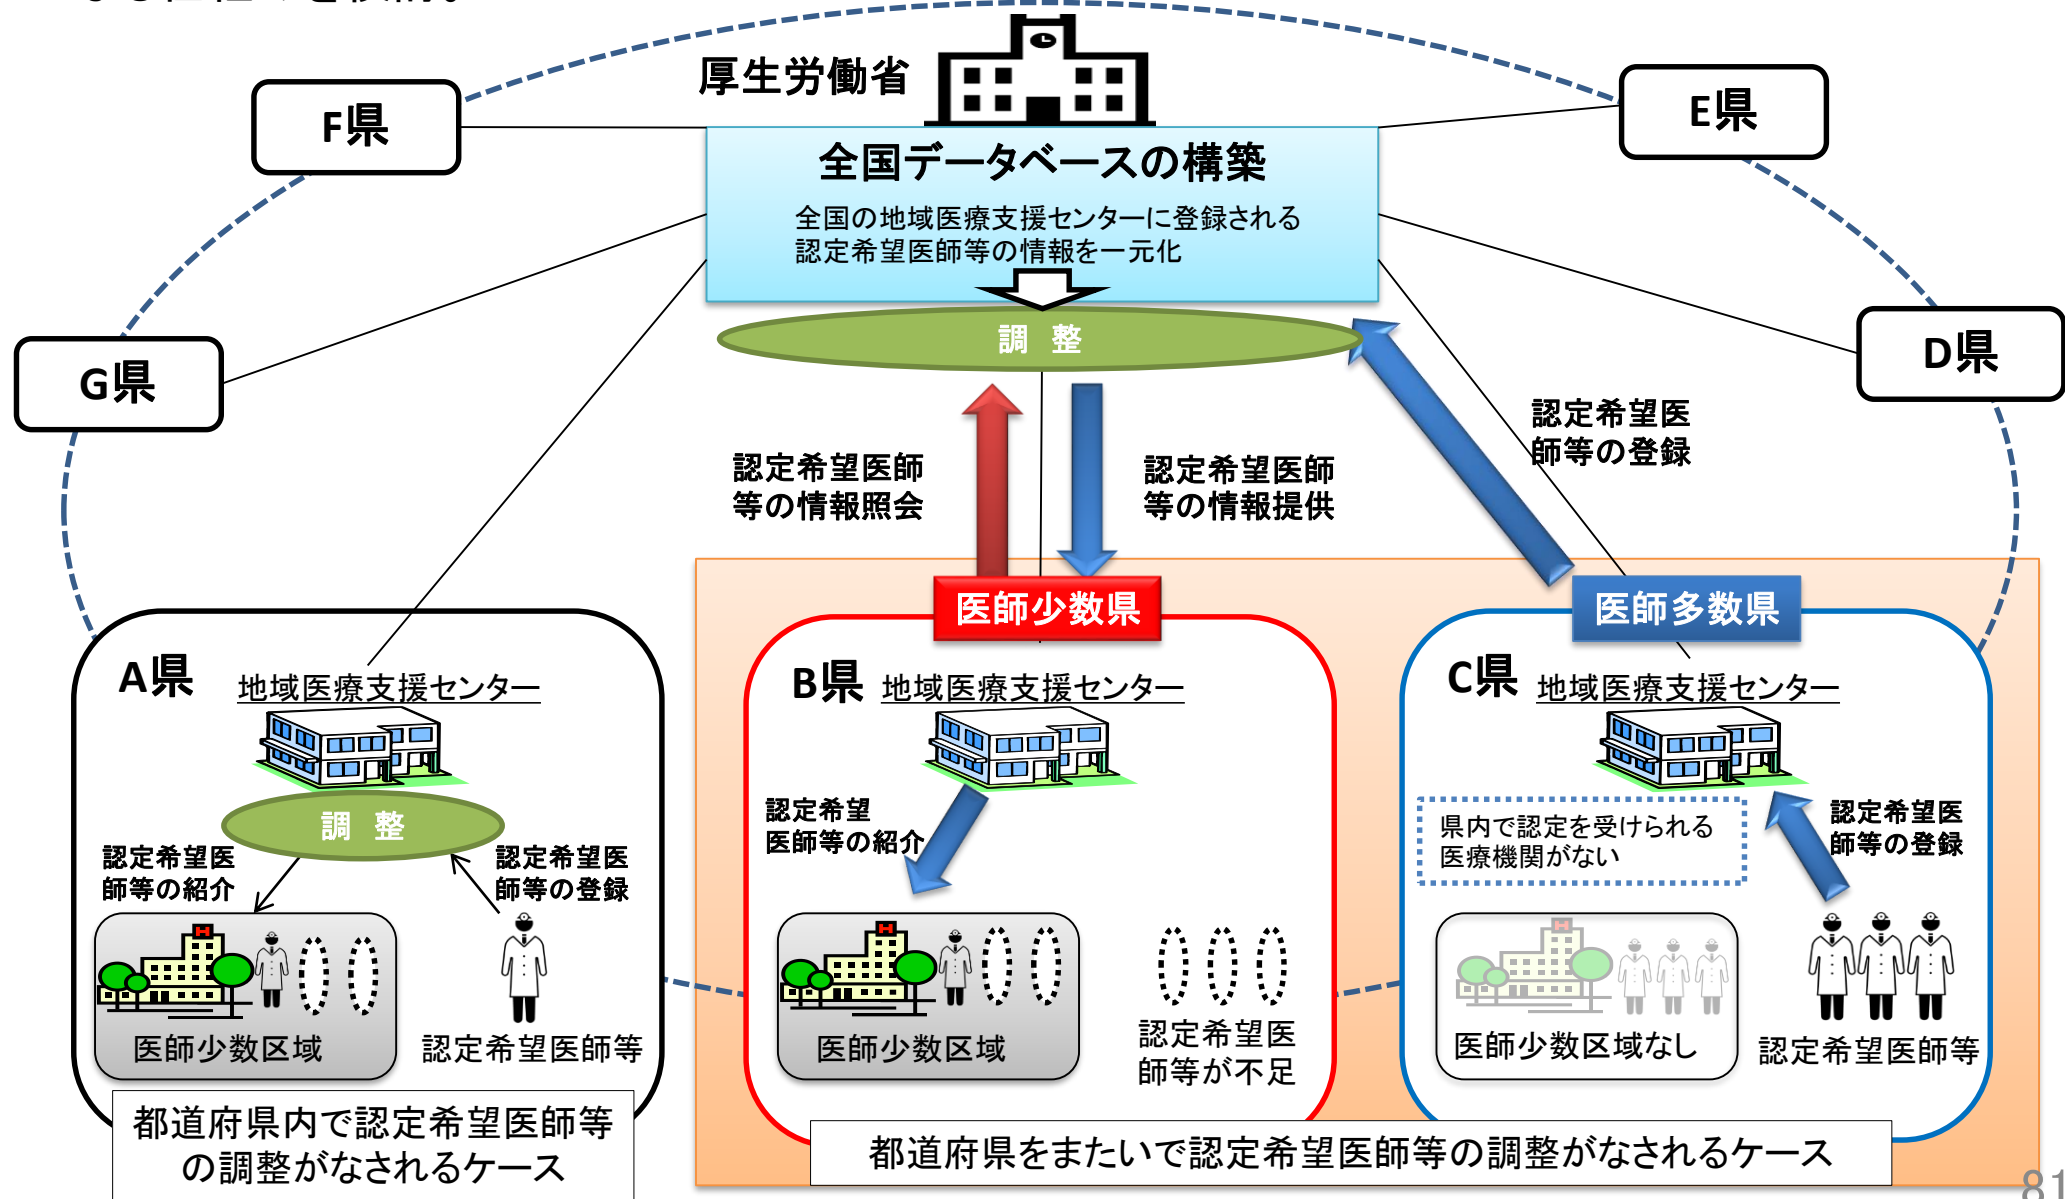 厚生労働省
F県
E県
全国データベースの構築
全国の地域医療支援センターに登録される
認定希望医師等の情報を一元化
調 整
G県
D県
認定希望医
師等の登録
認定希望医師
等の情報照会
認定希望医師
等の情報提供
医師少数県
医師多数県
A県
地域医療支援センター
調 整
認定希望医
師等の紹介
認定希望医
師等の登録
H
医師少数区域
認定希望医師等
都道府県内で認定希望医師等
の調整がなされるケース
B県
地域医療支援センター
認定希望
医師等の紹介
H
医師少数区域
認定希望医
師等が不足
C県
地域医療支援センター
県内で認定を受けられる
医療機関がない
認定希望医
師等の登録
H
医師少数区域なし
認定希望医師等
都道府県をまたいで認定希望医師等の調整がなされるケース
81